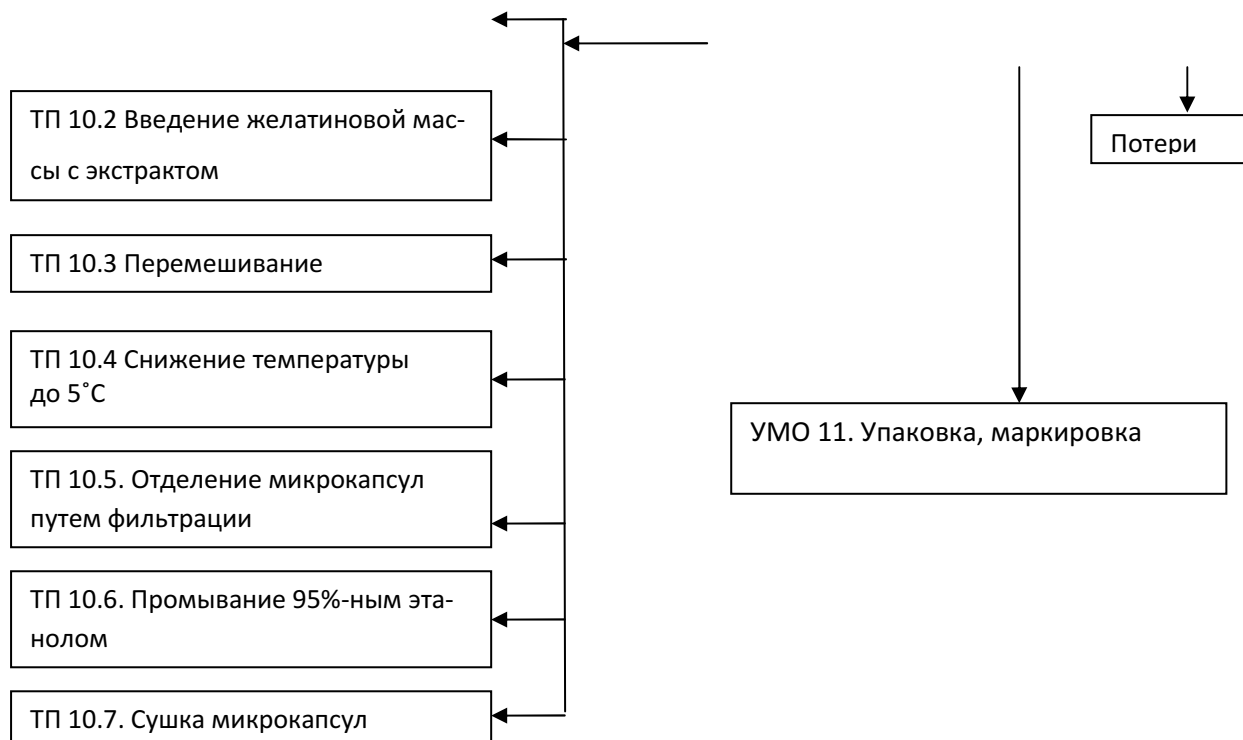 ТП 10.2 Введение желатиновой мас-
сы с экстрактом
Потери
ТП 10.3 Перемешивание
ТП 10.4 Снижение температуры
до 5˚С
УМО 11. Упаковка, маркировка
ТП 10.5. Отделение микрокапсул
путем фильтрации
ТП 10.6. Промывание 95%-ным эта-
нолом
ТП 10.7. Сушка микрокапсул